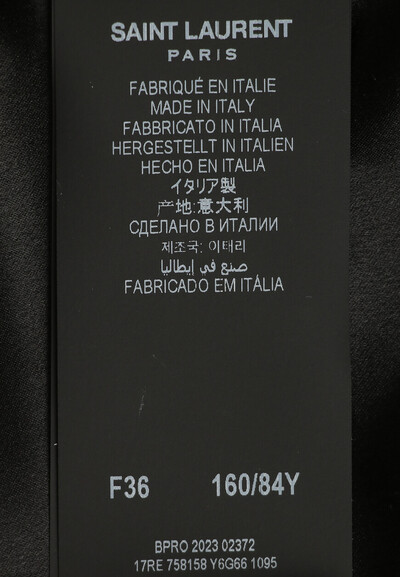 SAINT LAURENT
PARIS
FABRIQUÉ EN ITALIE
MADE IN ITALY
FABBRICATO IN ITALIA
HERGESTELLT IN ITALIEN
HECHO EN ITALIA
イタリア製
产地:意大利
СДЕЛАНО В ИТАЛИИ
제조국: 이태리
صنع في إيطاليا
FABRICADO EM ITÁLIA
F36 160/84Y
BPRO 2023 02372
17RE 758158 Y6G66 1095